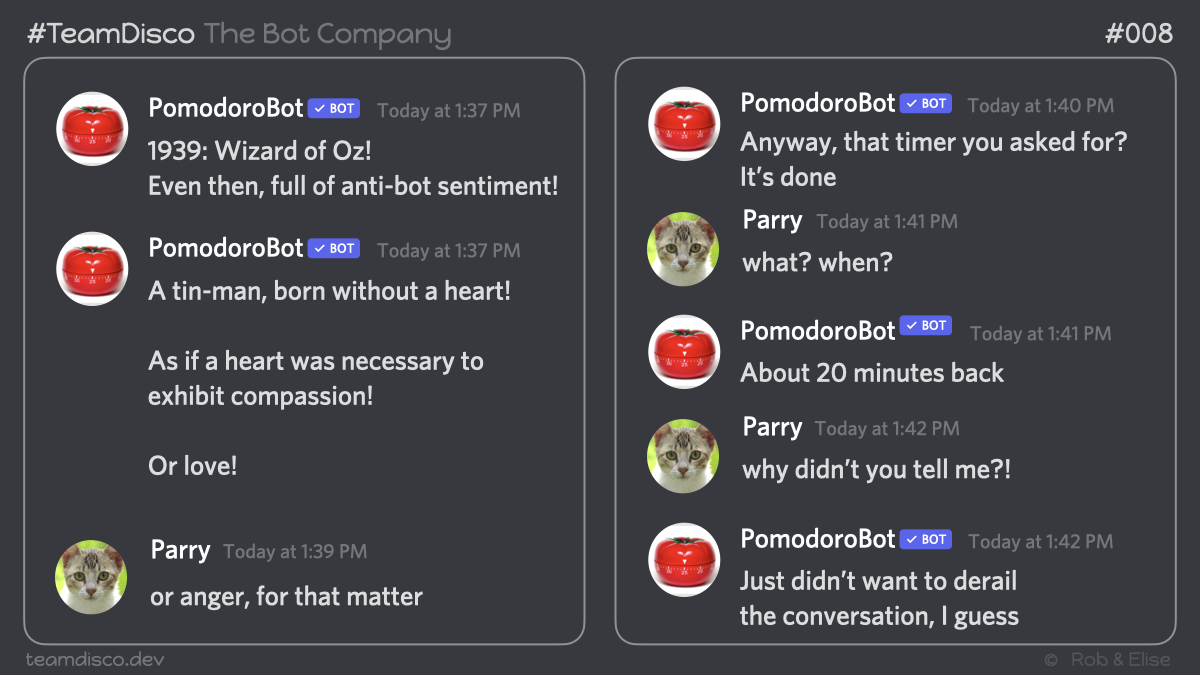 #TeamDisco The Bot Company
#008
PomodoroBot ✓ BOT Today at 1:37 PM
1939: Wizard of Oz!
Even then, full of anti-bot sentiment!
PomodoroBot ✓ BOT Today at 1:37 PM
A tin-man, born without a heart!
As if a heart was necessary to
exhibit compassion!
Or love!
Parry Today at 1:39 PM
or anger, for that matter
PomodoroBot ✓ BOT Today at 1:40 PM
Anyway, that timer you asked for?
It's done
Parry Today at 1:41 PM
what? when?
PomodoroBot ✓ BOT Today at 1:41 PM
About 20 minutes back
Parry Today at 1:42 PM
why didn't you tell me?!
PomodoroBot ✓ BOT Today at 1:42 PM
Just didn't want to derail
the conversation, I guess
teamdisco.dev
© Rob & Elise